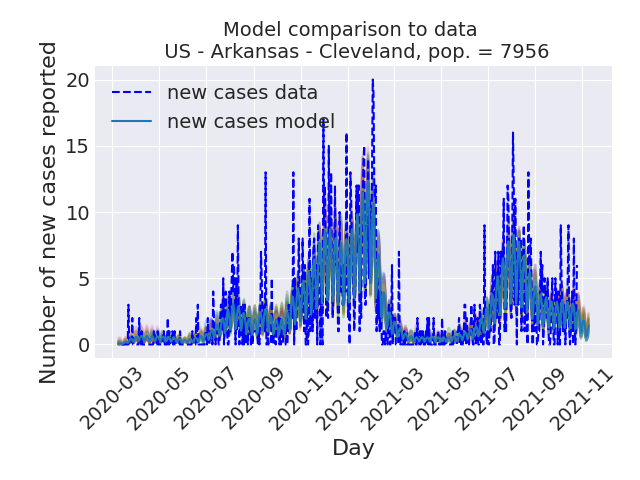 Model comparison to data
US - Arkansas - Cleveland, pop. = 7956
Number of new cases reported
20
15
10
5
0
new cases data
new cases model
2020-03
2020-05
2020-07
2020-09
2020-11
2021-01
2021-03
2021-05
2021-07
2021-09
2021-11
Day